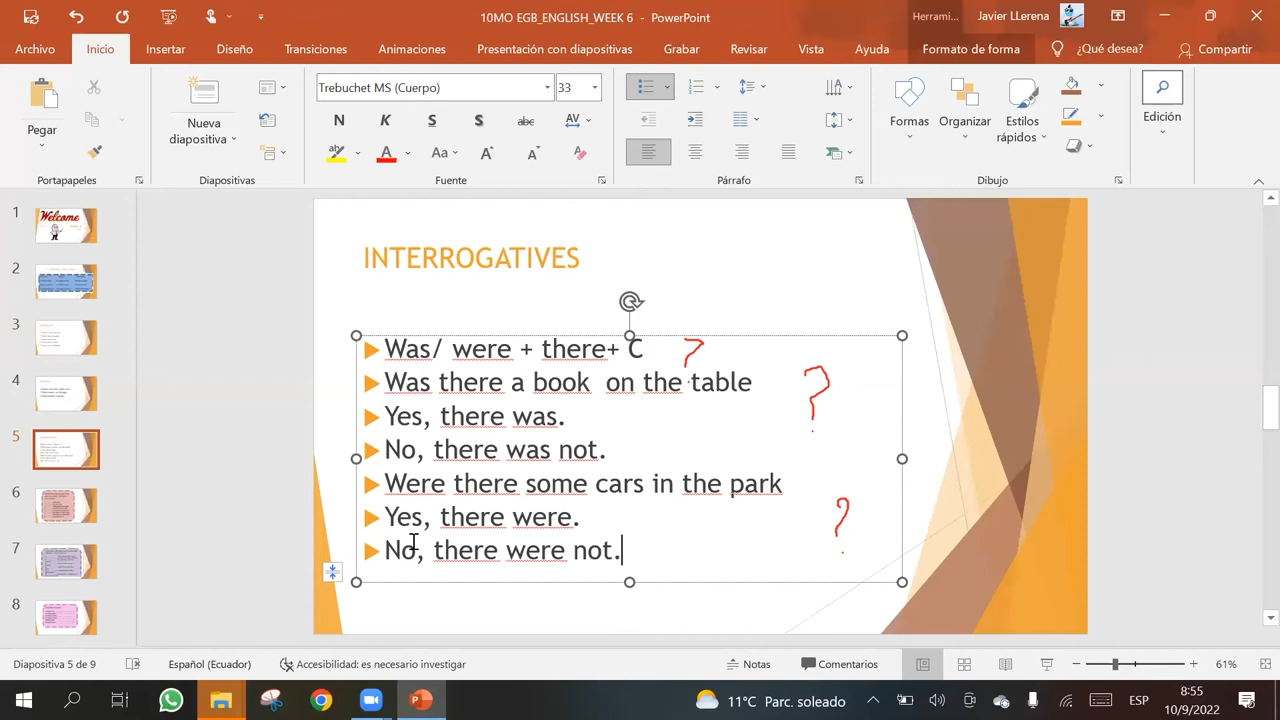 10MO EGB_ENGLISH_WEEK 6 - PowerPoint
Herrami...
Javier LLerena
Archivo Inicio Insertar Diseño Transiciones Animaciones Presentación con diapositivas Grabar Revisar Vista Ayuda Formato de forma ¿Qué desea? Compartir
Trebuchet MS (Cuerpo) 33
Pegar
Nueva diapositiva
N K S S abc AV
A Aa A A
Formas Organizar Estilos rápidos Edición
Portapapeles Diapositivas Fuente Párrafo Dibujo
1
Welcome
2
3
4
5
6
7
8
INTERROGATIVES
Was/ were + there+ C ?
Was there a book on the table ?
Yes, there was.
No, there was not.
Were there some cars in the park ?
Yes, there were.
No, there were not.
Diapositiva 5 de 9 Español (Ecuador) Accesibilidad: es necesario investigar Notas Comentarios 61%
11°C Parc. soleado ESP 8:55
10/9/2022